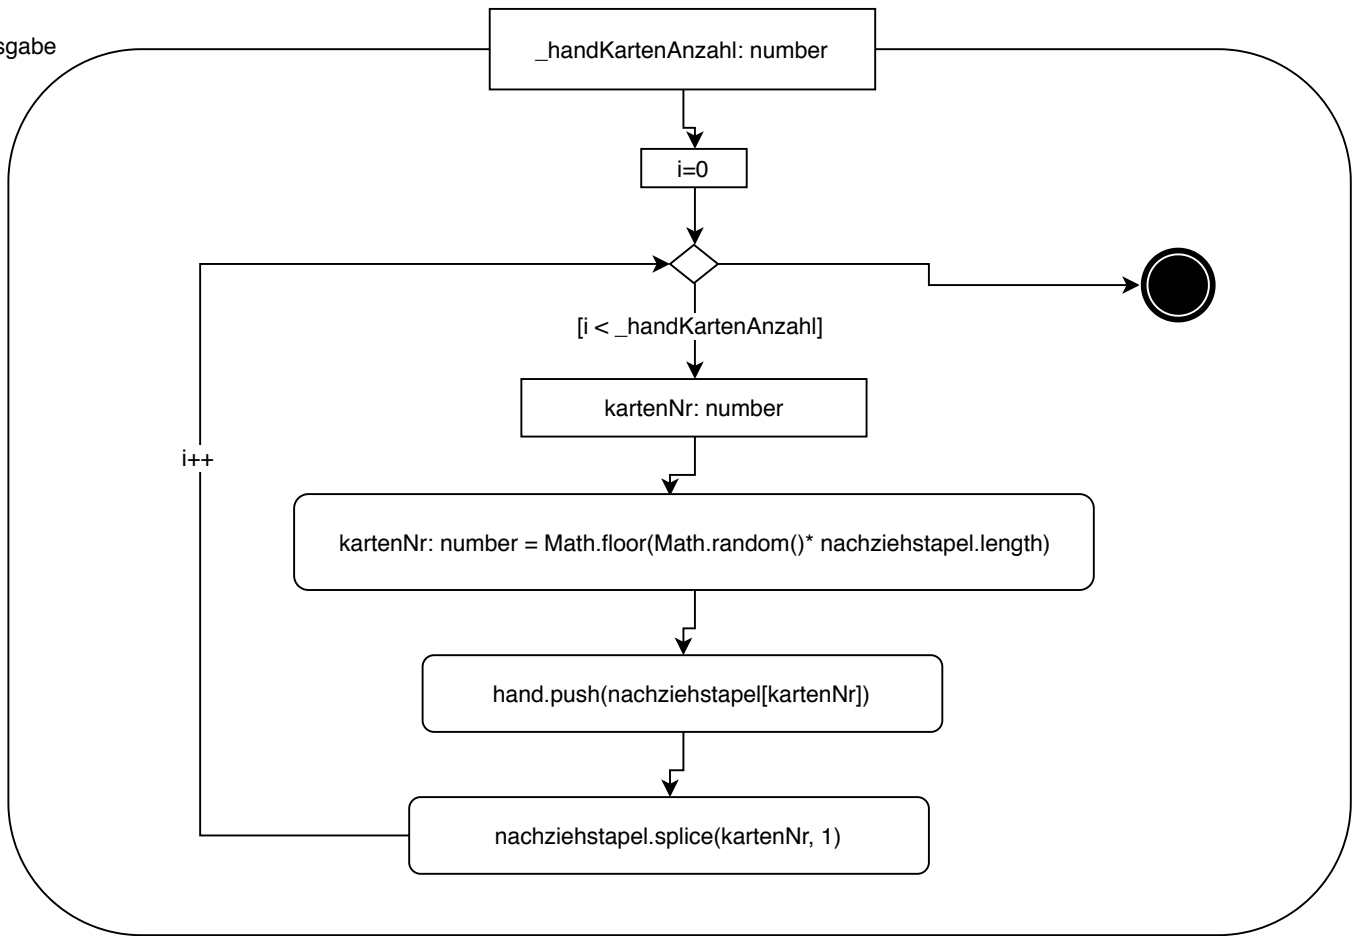 sgabe
_handKartenAnzahl: number
i=0
[i < _handKartenAnzahl]
kartenNr: number
i++
kartenNr: number = Math.floor(Math.random()* nachziehstapel.length)
hand.push(nachziehstapel[kartenNr])
nachziehstapel.splice(kartenNr, 1)